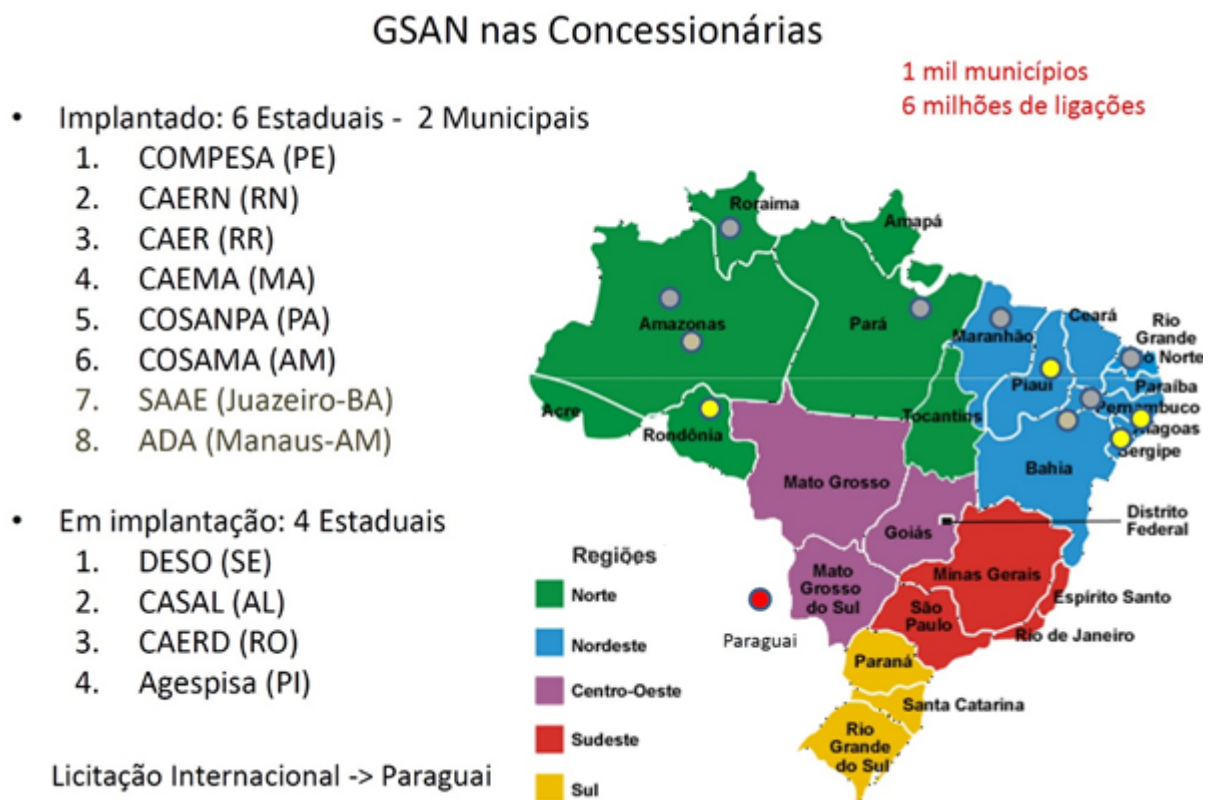 GSAN nas Concessionárias
1 mil municípios
6 milhões de ligações
• Implantado: 6 Estaduais - 2 Municipais
1. COMPESA (PE)
2. CAERN (RN)
3. CAER (RR)
4. CAEMA (MA)
5. COSANPA (PA)
6. COSAMA (AM)
7. SAAE (Juazeiro-BA)
8. ADA (Manaus-AM)
• Em implantação: 4 Estaduais
1. DESO (SE)
2. CASAL (AL)
3. CAERD (RO)
4. Agespisa (PI)
Licitação Internacional -> Paraguai
Roraima
Amapá
Amazonas
Pará
Maranhão
Ceará
Rio
Grande
o Norte
Piauí
Paraíba
Pernambuco
lagoas
Sergipe
Acre
Rondônia
Tocantins
Bahia
Mato Grosso
Distrito
Federal
Goiás
Mato
Grosso
do Sul
Minas Gerais
Espírito Santo
São
Paulo
Rio de Janeiro
Paraguai
Paraná
Santa Catarina
Rio
Grande
do Sul
Regiões
Norte
Nordeste
Centro-Oeste
Sudeste
Sul